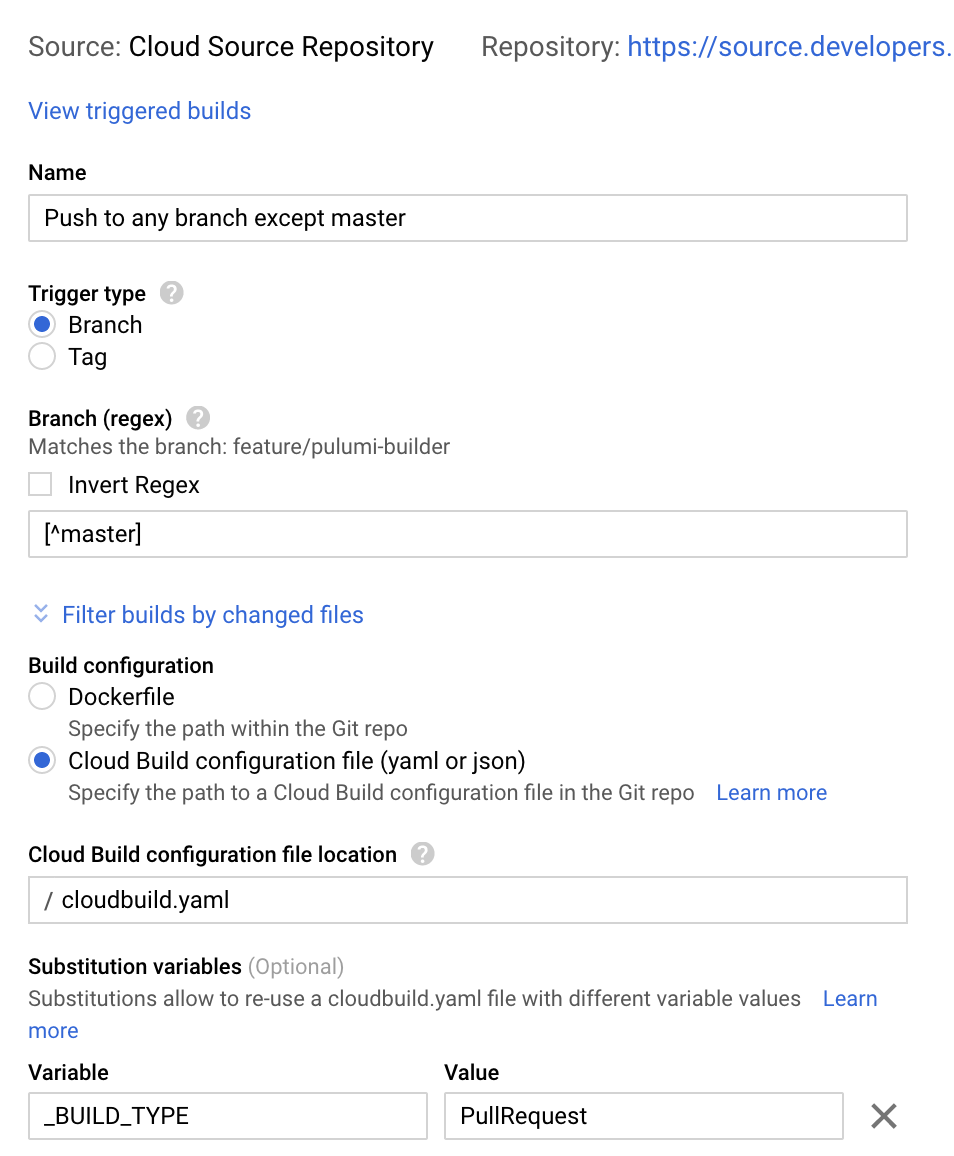 Source: Cloud Source Repository Repository: https://source.developers.
View triggered builds
Name
Push to any branch except master
Trigger type ?
Branch
Tag
Branch (regex) ?
Matches the branch: feature/pulumi-builder
Invert Regex
[^master]
Filter builds by changed files
Build configuration
Dockerfile
Specify the path within the Git repo
Cloud Build configuration file (yaml or json)
Specify the path to a Cloud Build configuration file in the Git repo Learn more
Cloud Build configuration file location ?
/ cloudbuild.yaml
Substitution variables (Optional)
Substitutions allow to re-use a cloudbuild.yaml file with different variable values Learn
more
Variable Value
_BUILD_TYPE PullRequest